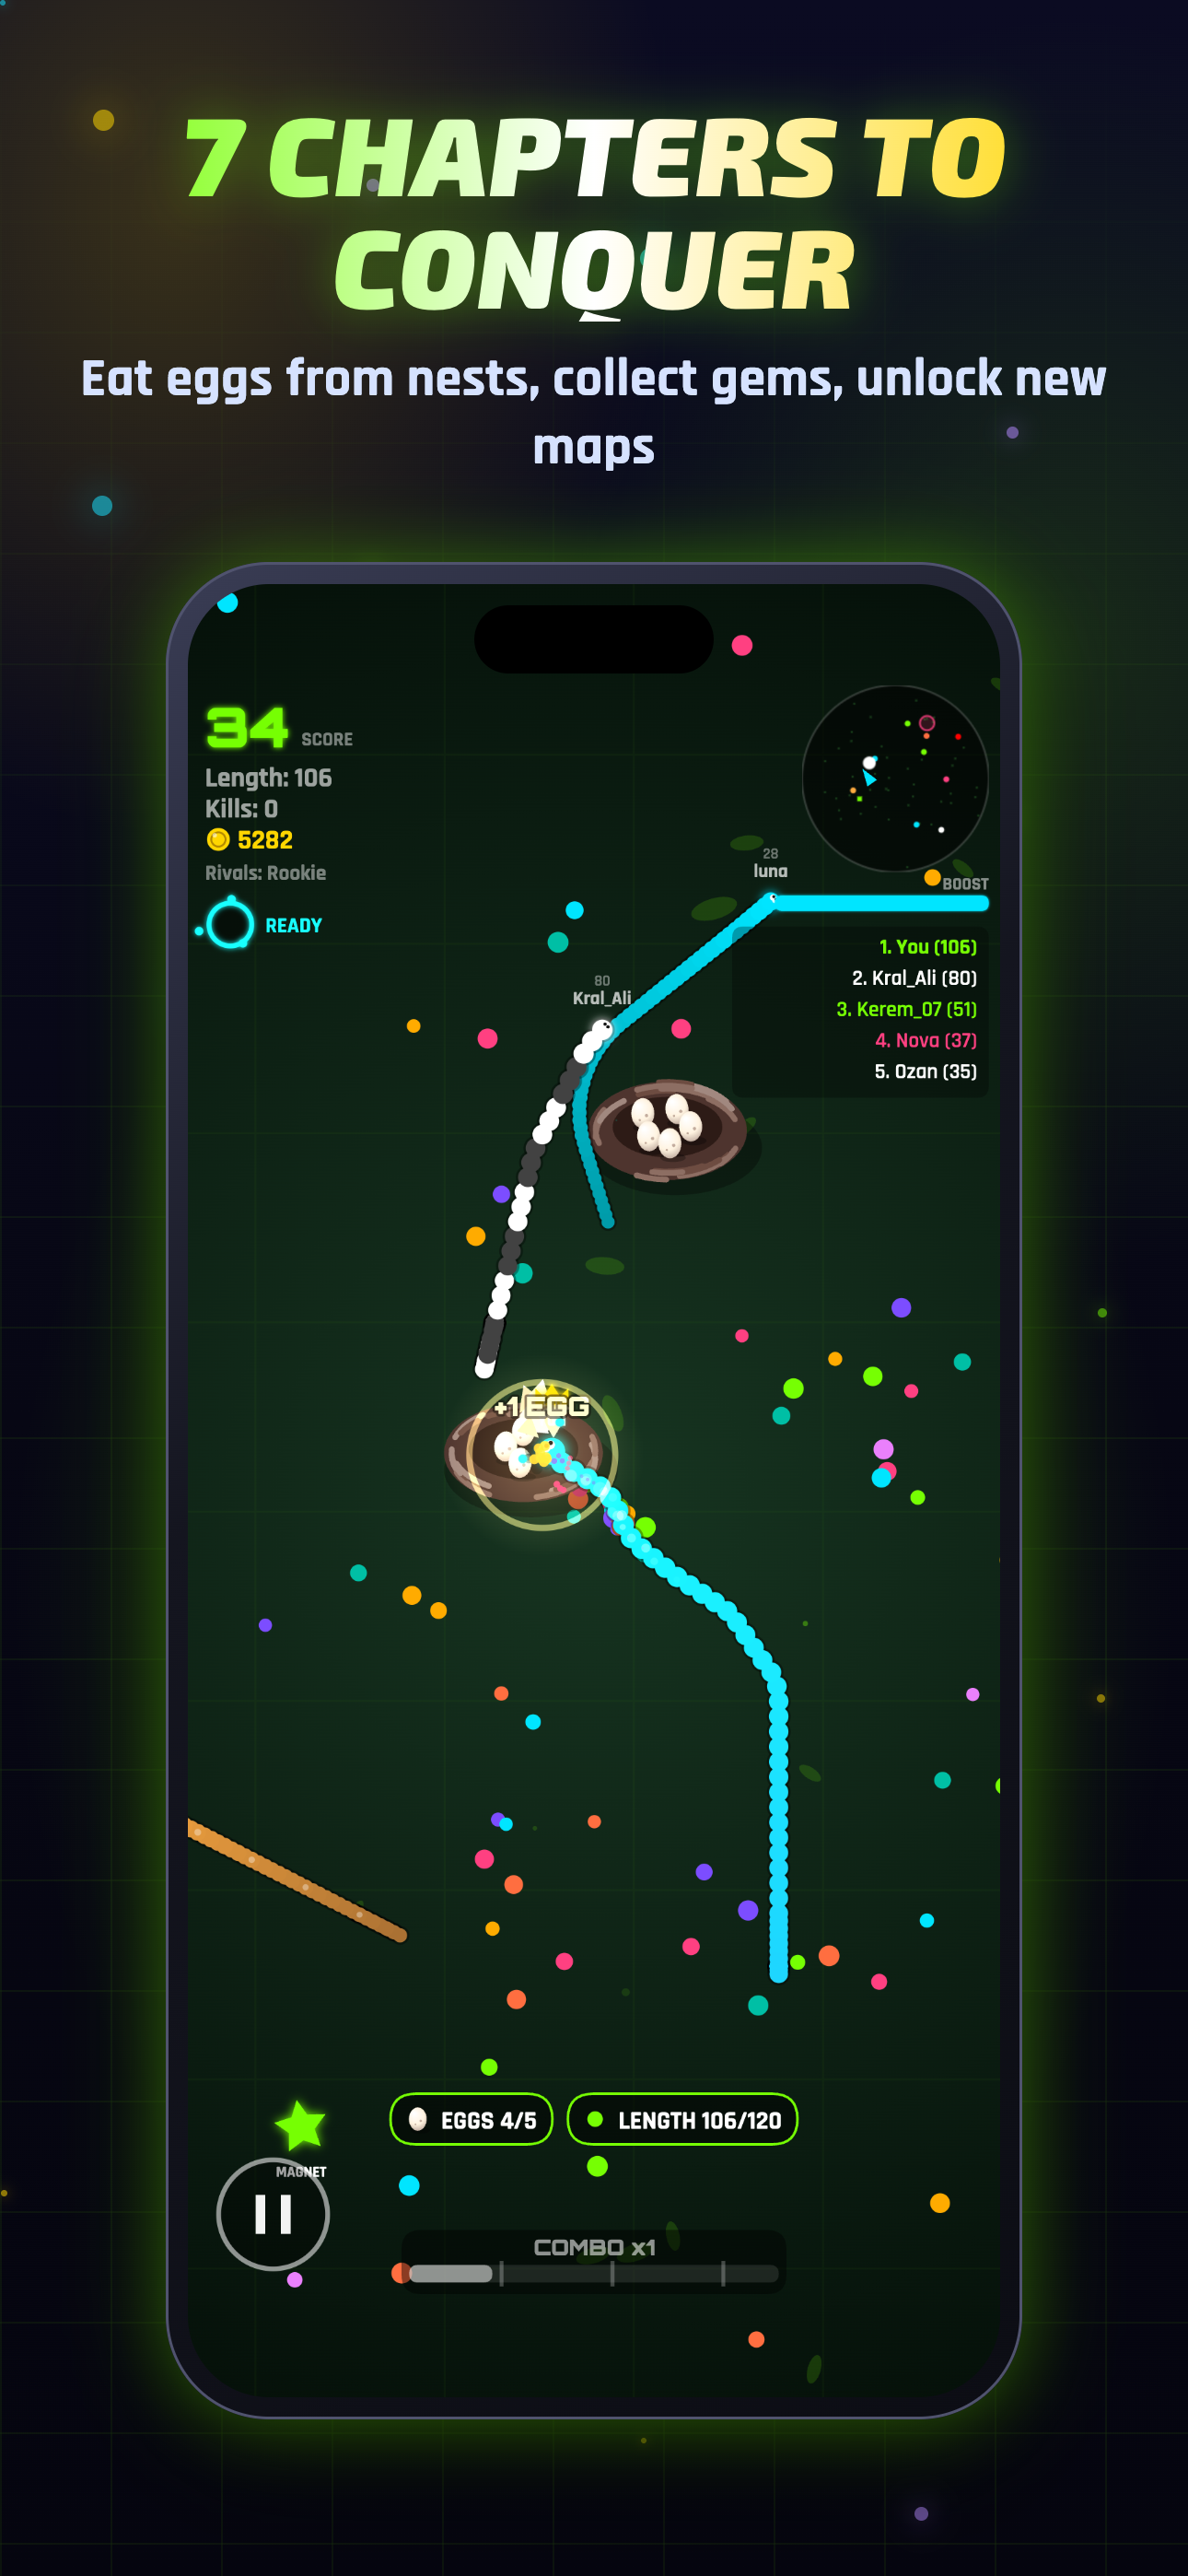 7 CHAPTERS TO
CONQUER
Eat eggs from nests, collect gems, unlock new
maps
34 SCORE
Length: 106
Kills: 0
5282
Rivals: Rookie
READY
28
luna
BOOST
1. You (106)
2. Kral_Ali (80)
3. Kerem_07 (51)
4. Nova (37)
5. Ozan (35)
80
Kral_Ali
+1 EGG
EGGS 4/5
LENGTH 106/120
MAGNET
COMBO x1